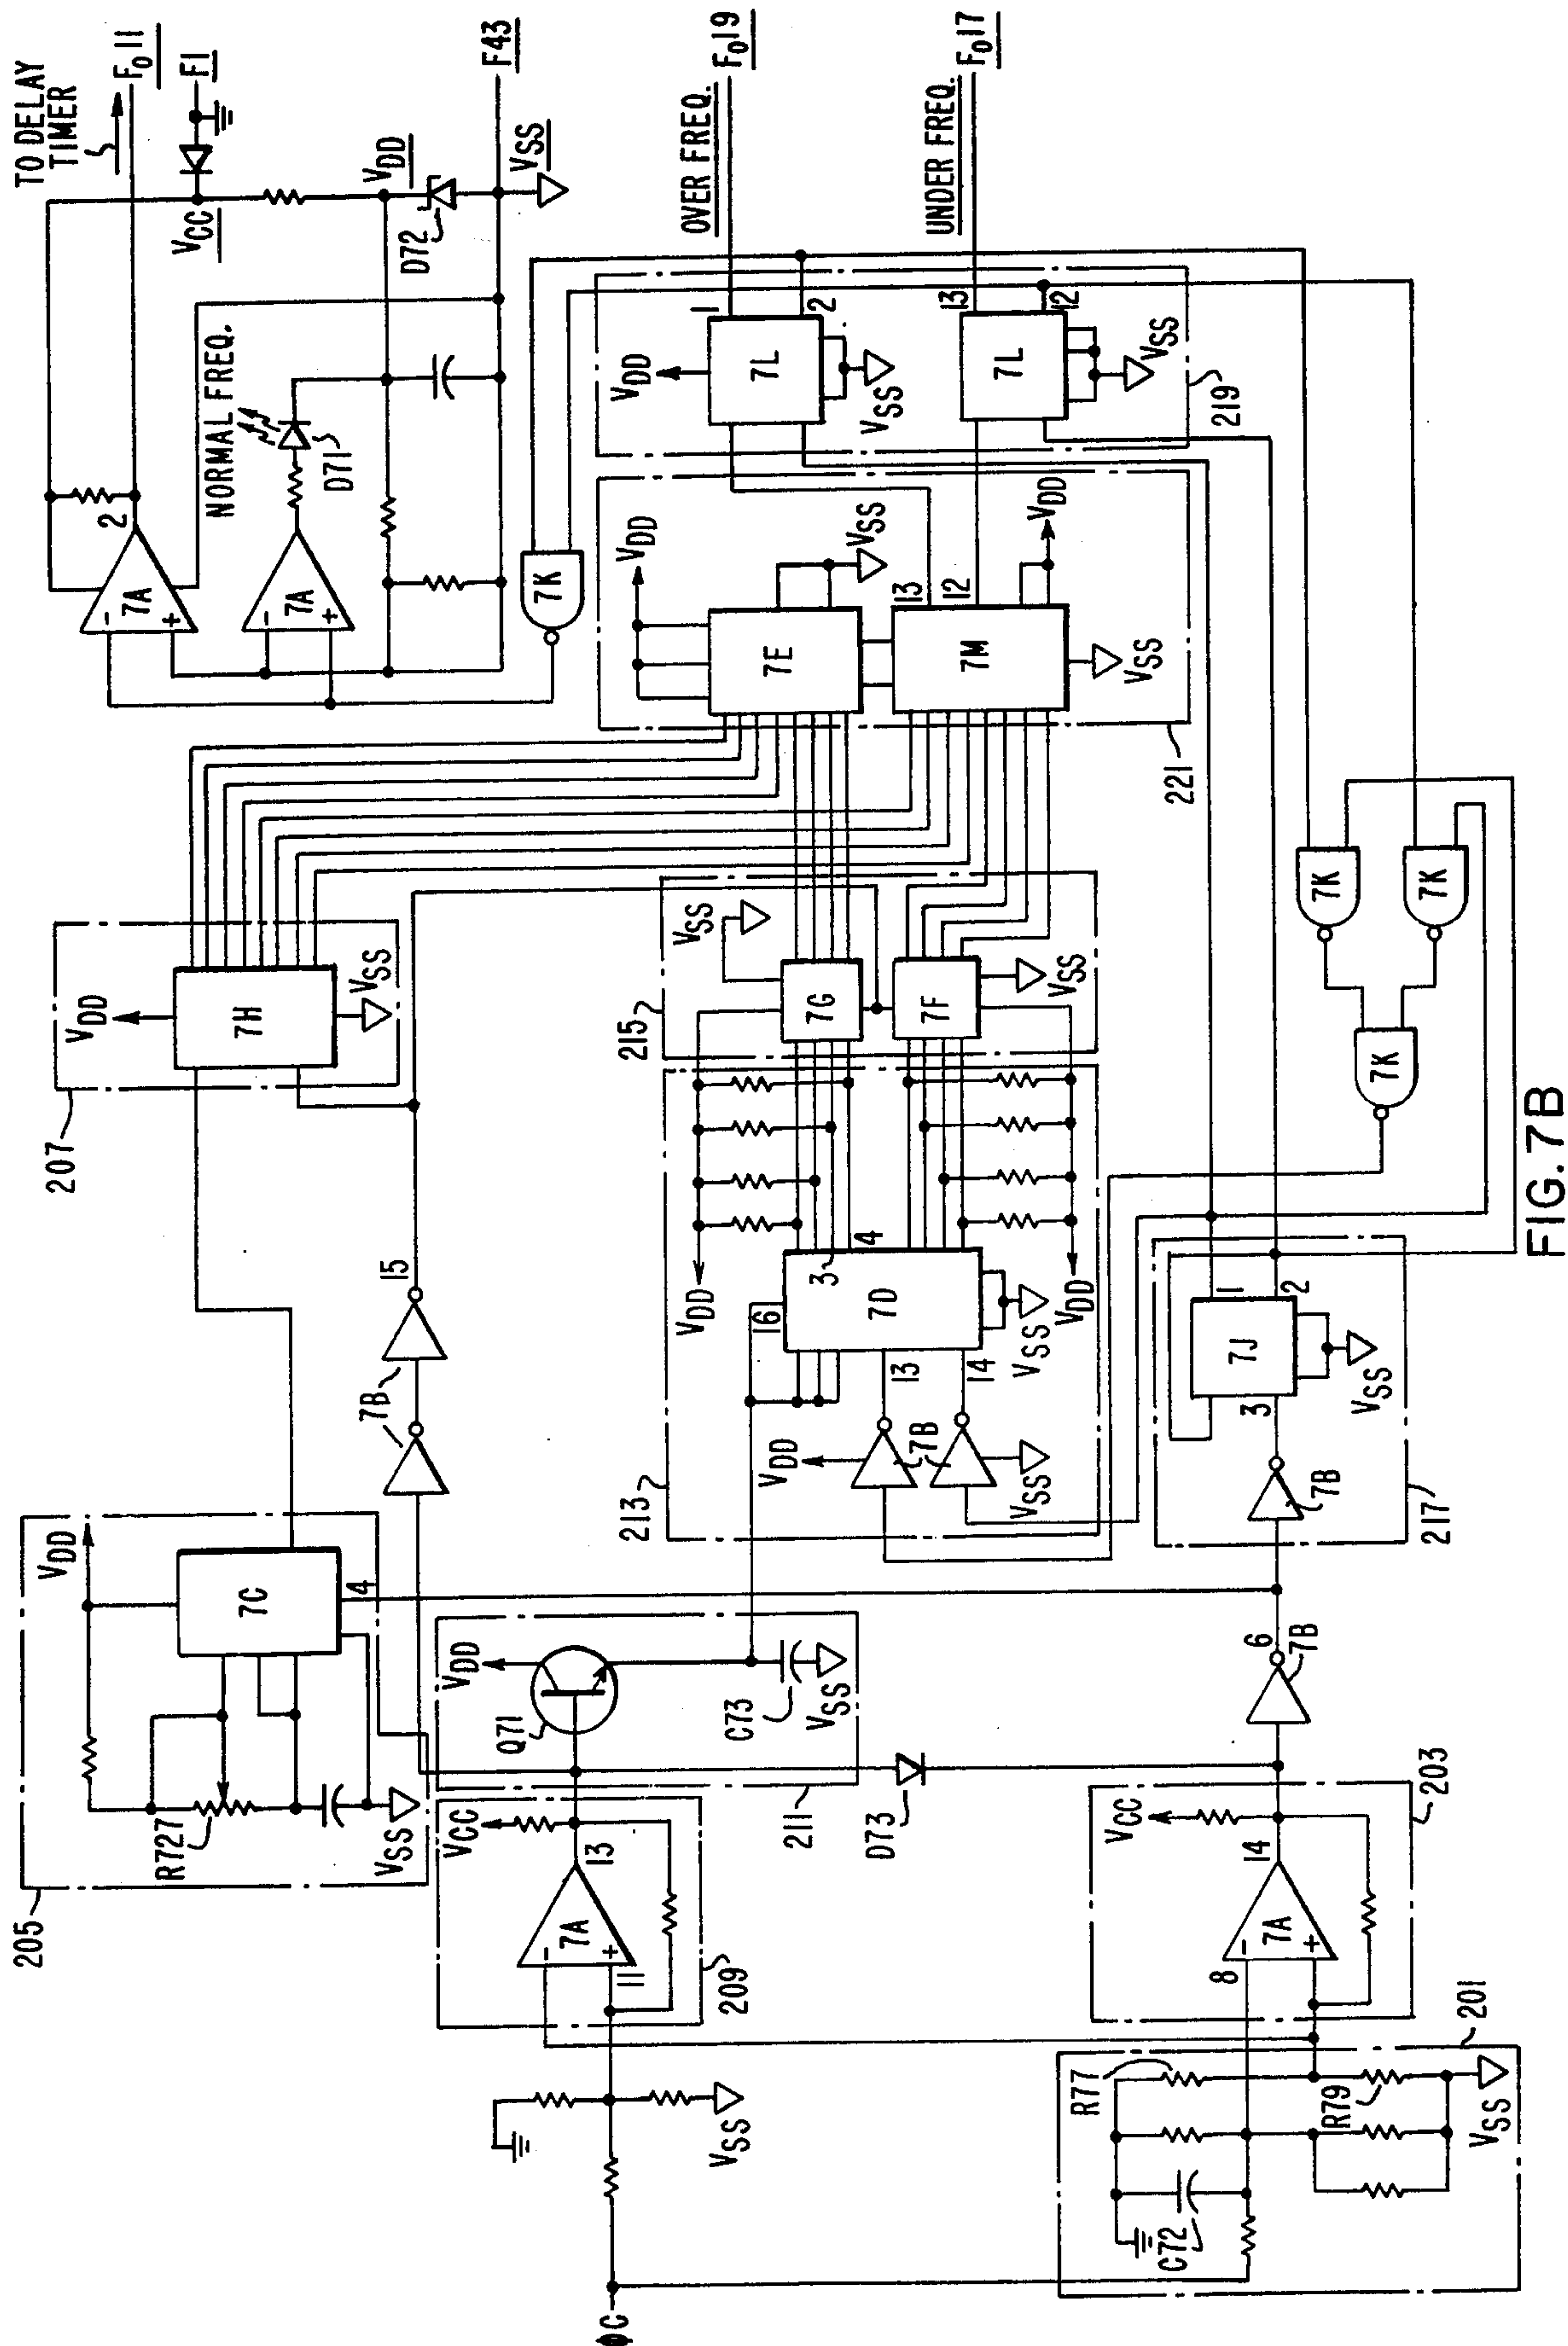 TO DELAY
TIMER
Fo11
F1
VCC
VDD
D72
F43
VSS
NORMAL FREQ.
D71
2
7A
- +
7A
- +
7K
OVER FREQ.
Fo19
UNDER FREQ.
Fo17
1
2
7L
VDD
VSS
13
12
7L
VSS
219
VDD
7E
VSS
13
12
7M
VDD
VSS
221
207
VDD
7H
VSS
215
VSS
7G
7F
VSS
213
VDD
16
3
4
7D
13
14
VSS
VDD
VDD
7B
VSS
7K
7K
7K
217
7J
1
2
3
VSS
7B
15
7B
205
VDD
7C
4
R727
VSS
211
VDD
Q71
C73
VSS
D73
6
7B
209
VCC
13
7A
- +
11
203
VCC
14
7A
- +
8
201
R77
R79
C72
VSS
VSS
ΦC
FIG. 7B